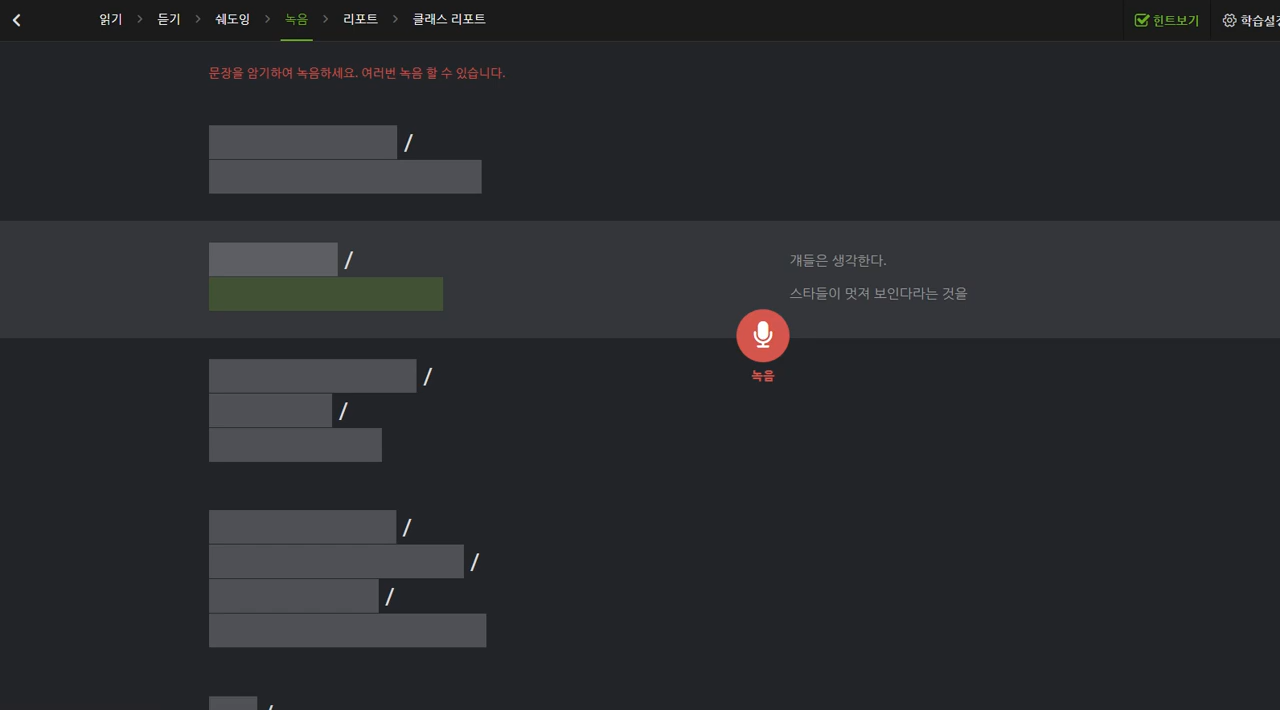 읽기 > 듣기 > 쉐도잉 > 녹음 > 리포트 > 클래스 리포트
힌트보기
학습설정
문장을 암기하여 녹음하세요. 여러번 녹음 할 수 있습니다.
/
/
걔들은 생각한다.
스타들이 멋져 보인다라는 것을
녹음
/
/
/
/
/
/